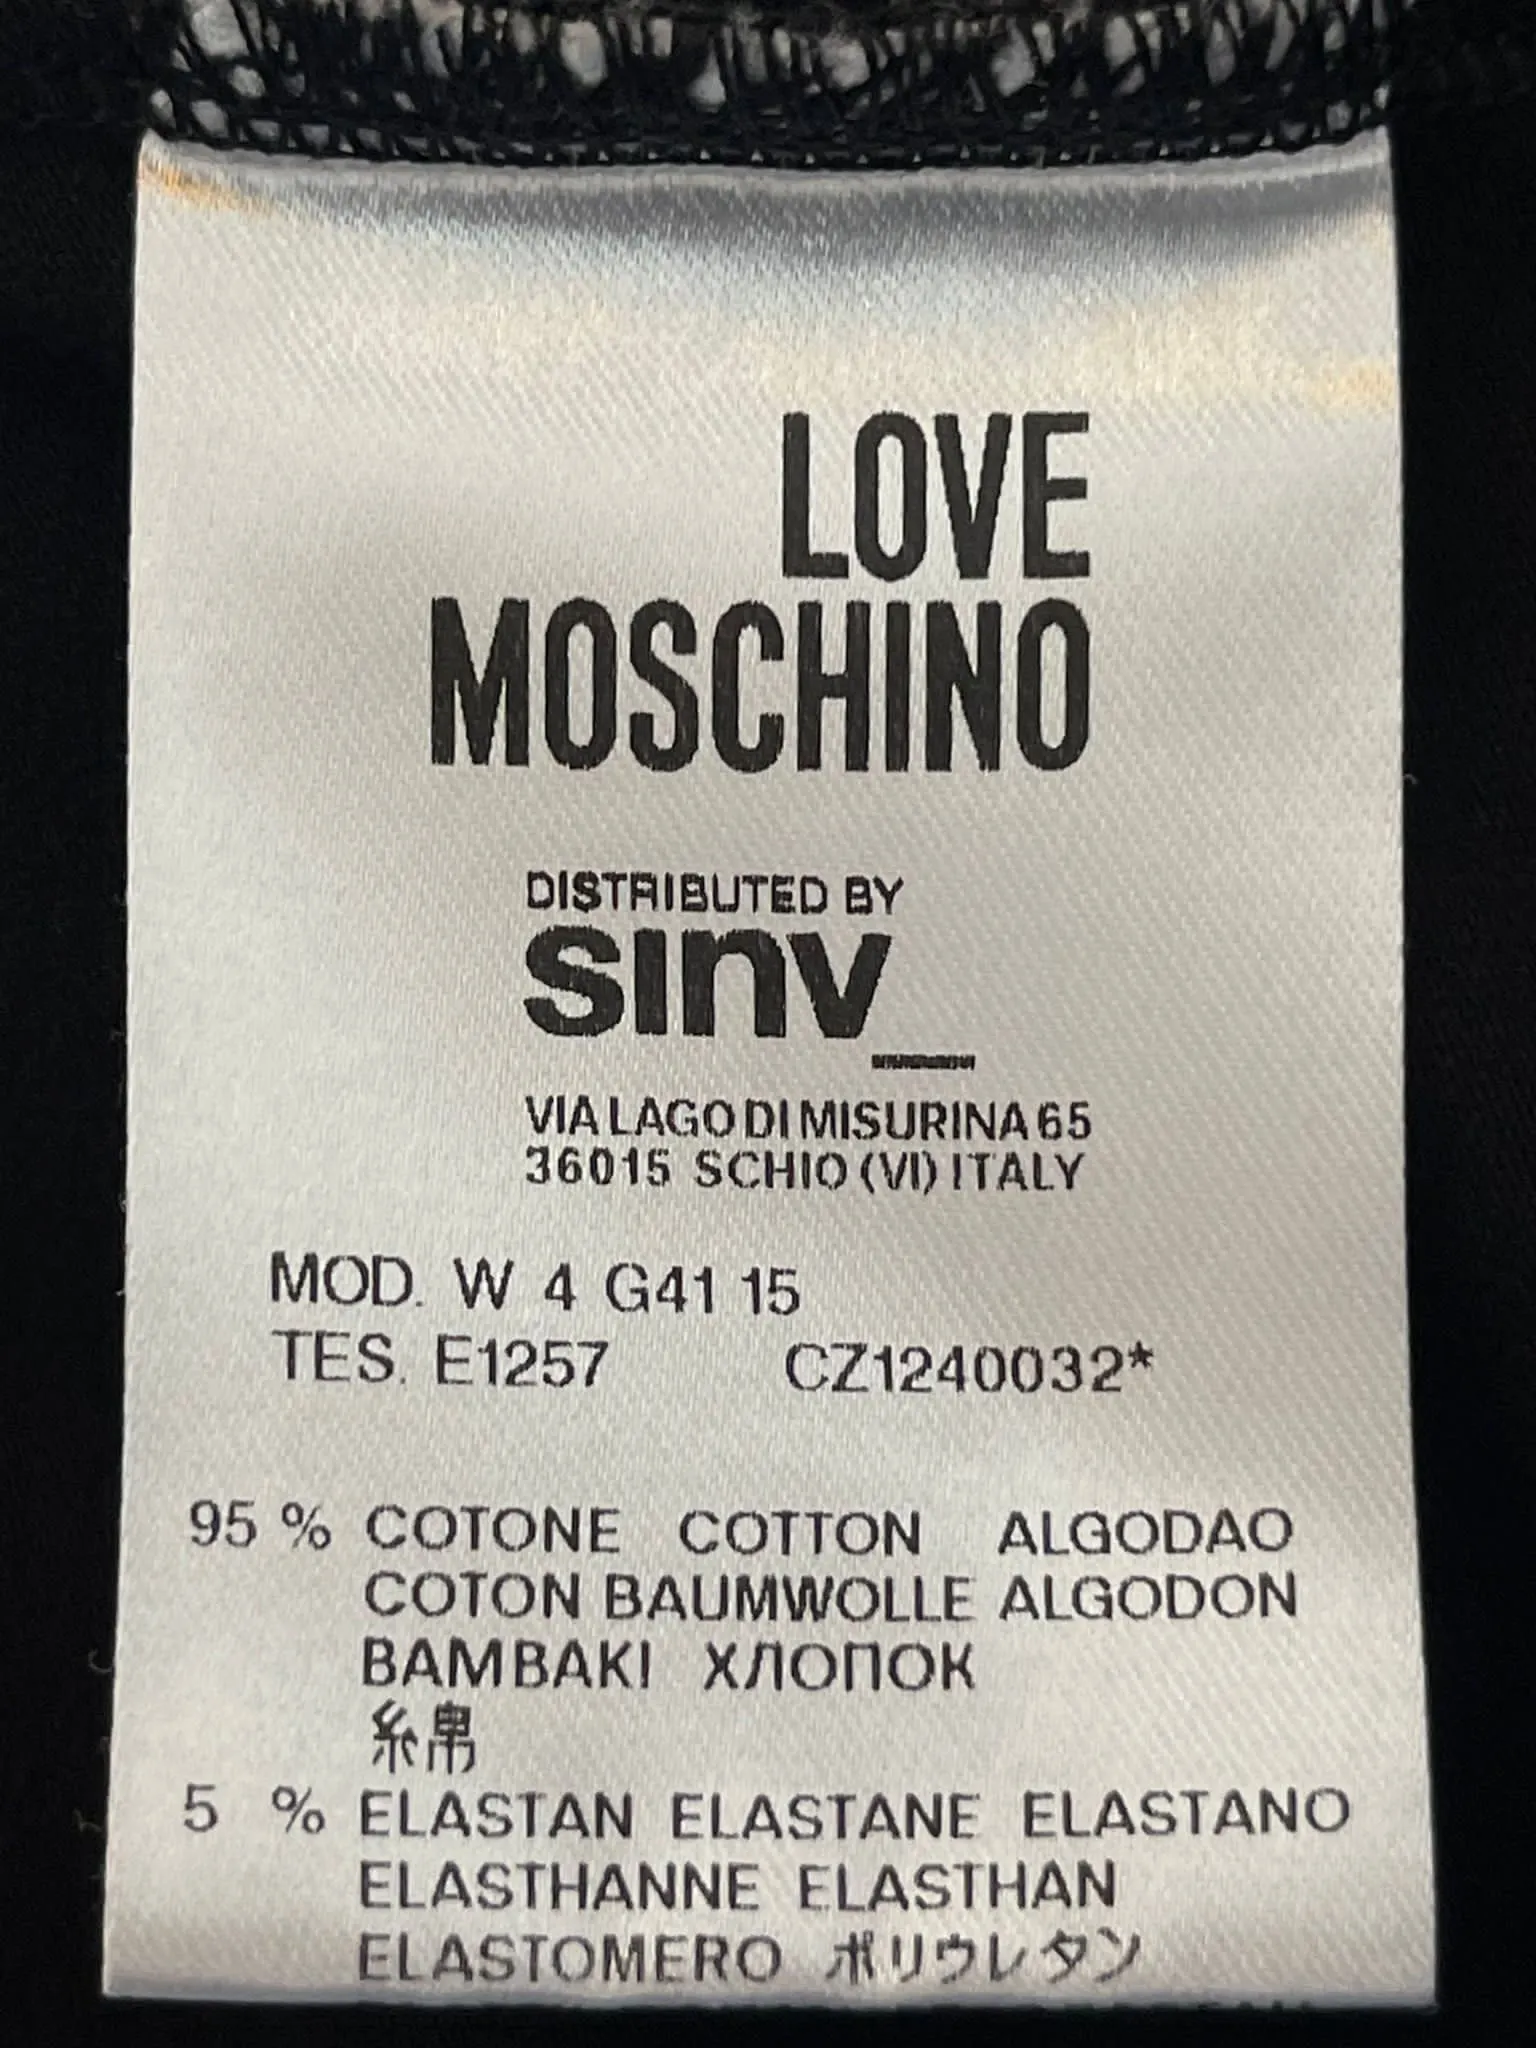 LOVE
MOSCHINO
DISTRIBUTED BY
sınv_
VIA LAGO DI MISURINA 65
36015 SCHIO (VI) ITALY
MOD. W 4 G41 15
TES. E1257 CZ1240032*
95 % COTONE COTTON ALGODAO
COTON BAUMWOLLE ALGODON
BAMBAKI ХЛОПОК
糸帛
5 % ELASTAN ELASTANE ELASTANO
ELASTHANNE ELASTHAN
ELASTOMERO ポリウレタン